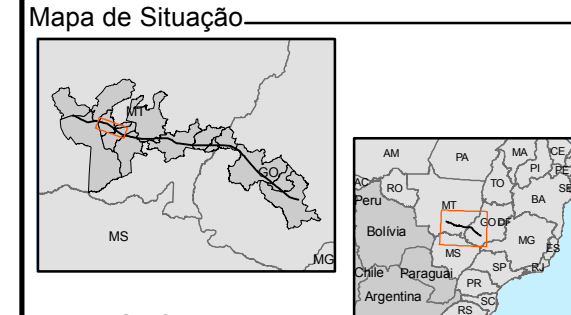 Mapa de Situação
MT
GO
MS
MG
AM
PA
MA
CE
AC
RO
TO
PI
PE
SE
Peru
MT
BA
Bolívia
GO
DF
MS
MG
ES
Chile
Paraguai
SP
RJ
PR
Argentina
SC
RS